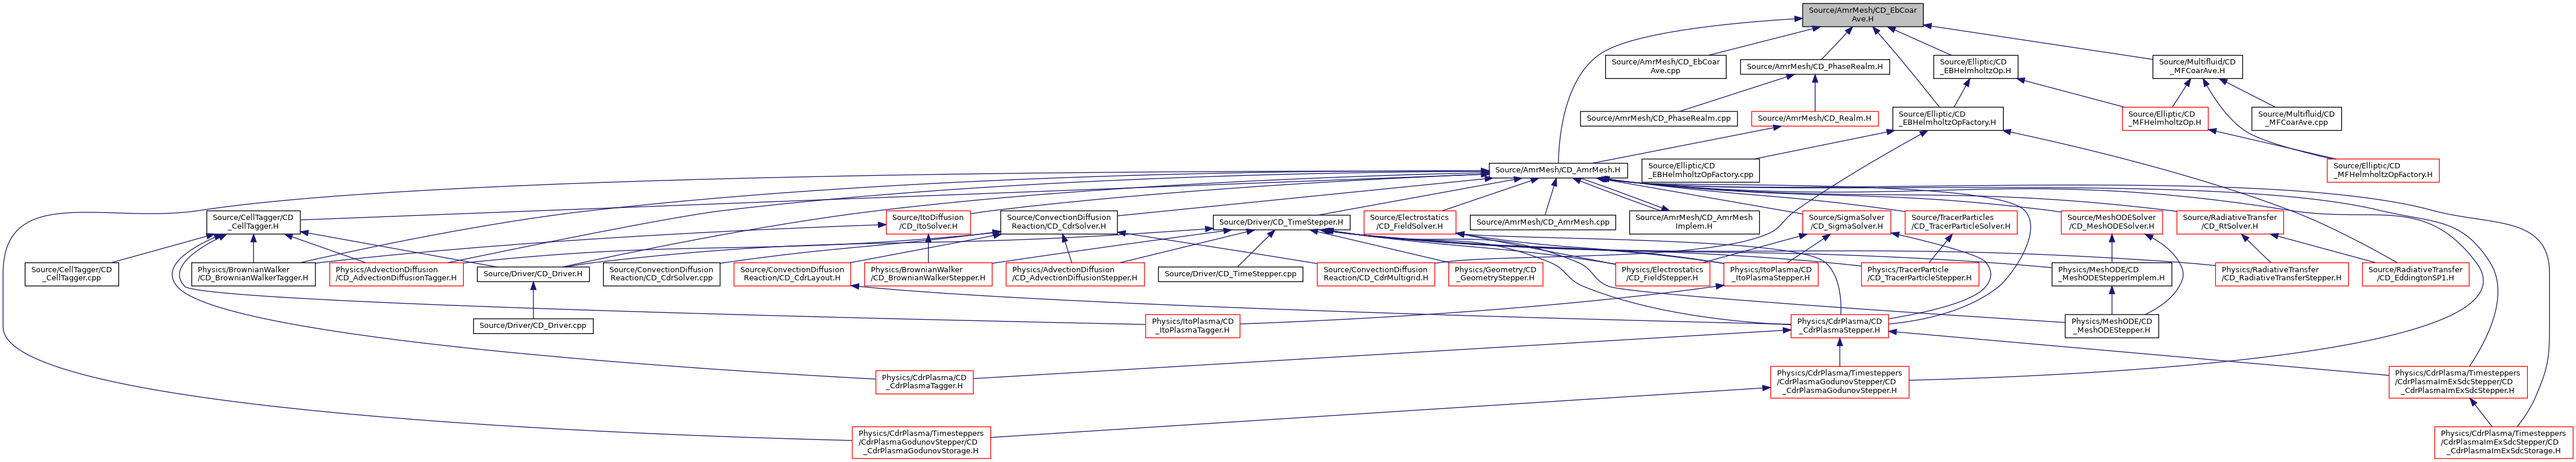 Source/AmrMesh/CD_EbCoar
Ave.H
Source/AmrMesh/CD_EbCoar
Ave.cpp
Source/AmrMesh/CD_PhaseRealm.H
Source/Elliptic/CD
_EBHelmholtzOp.H
Source/Multifluid/CD
_MFCoarAve.H
Source/AmrMesh/CD_PhaseRealm.cpp
Source/AmrMesh/CD_Realm.H
Source/Elliptic/CD
_EBHelmholtzOpFactory.H
Source/Elliptic/CD
_MFHelmholtzOp.H
Source/Multifluid/CD
_MFCoarAve.cpp
Source/AmrMesh/CD_AmrMesh.H
Source/Elliptic/CD
_EBHelmholtzOpFactory.cpp
Source/Elliptic/CD
_MFHelmholtzOpFactory.H
Source/CellTagger/CD
_CellTagger.H
Source/ItoDiffusion
/CD_ItoSolver.H
Source/ConvectionDiffusion
Reaction/CD_CdrSolver.H
Source/Driver/CD_TimeStepper.H
Source/Electrostatics
/CD_FieldSolver.H
Source/AmrMesh/CD_AmrMesh.cpp
Source/AmrMesh/CD_AmrMesh
Implem.H
Source/SigmaSolver
/CD_SigmaSolver.H
Source/TracerParticles
/CD_TracerParticleSolver.H
Source/MeshODESolver
/CD_MeshODESolver.H
Source/RadiativeTransfer
/CD_RtSolver.H
Source/CellTagger/CD
_CellTagger.cpp
Physics/BrownianWalker
/CD_BrownianWalkerTagger.H
Physics/AdvectionDiffusion
/CD_AdvectionDiffusionTagger.H
Source/Driver/CD_Driver.H
Source/ConvectionDiffusion
Reaction/CD_CdrSolver.cpp
Source/ConvectionDiffusion
Reaction/CD_CdrLayout.H
Physics/BrownianWalker
/CD_BrownianWalkerStepper.H
Physics/AdvectionDiffusion
/CD_AdvectionDiffusionStepper.H
Source/Driver/CD_TimeStepper.cpp
Source/ConvectionDiffusion
Reaction/CD_CdrMultigrid.H
Physics/Geometry/CD
_GeometryStepper.H
Physics/Electrostatics
/CD_FieldStepper.H
Physics/ItoPlasma/CD
_ItoPlasmaStepper.H
Physics/TracerParticle
/CD_TracerParticleStepper.H
Physics/MeshODE/CD
_MeshODEStepperImplem.H
Physics/RadiativeTransfer
/CD_RadiativeTransferStepper.H
Source/RadiativeTransfer
/CD_EddingtonSP1.H
Source/Driver/CD_Driver.cpp
Physics/ItoPlasma/CD
_ItoPlasmaTagger.H
Physics/CdrPlasma/CD
_CdrPlasmaStepper.H
Physics/MeshODE/CD
_MeshODEStepper.H
Physics/CdrPlasma/CD
_CdrPlasmaTagger.H
Physics/CdrPlasma/Timesteppers
/CdrPlasmaGodunovStepper/CD
_CdrPlasmaGodunovStepper.H
Physics/CdrPlasma/Timesteppers
/CdrPlasmaImExSdcStepper/CD
_CdrPlasmaImExSdcStepper.H
Physics/CdrPlasma/Timesteppers
/CdrPlasmaGodunovStepper/CD
_CdrPlasmaGodunovStorage.H
Physics/CdrPlasma/Timesteppers
/CdrPlasmaImExSdcStepper/CD
_CdrPlasmaImExSdcStorage.H